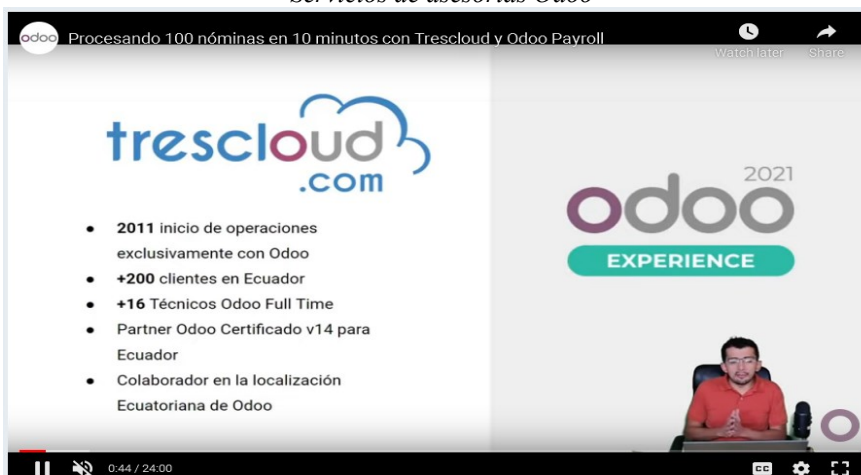 Servicios de asesorías Odoo
odoo Procesando 100 nóminas en 10 minutos con Trescloud y Odoo Payroll
Watch later
Share
trescloud
.com
2011 inicio de operaciones
exclusivamente con Odoo
+200 clientes en Ecuador
+16 Técnicos Odoo Full Time
Partner Odoo Certificado v14 para
Ecuador
Colaborador en la localización
Ecuatoriana de Odoo
2021
odoo
EXPERIENCE
0:44 / 24:00
CC